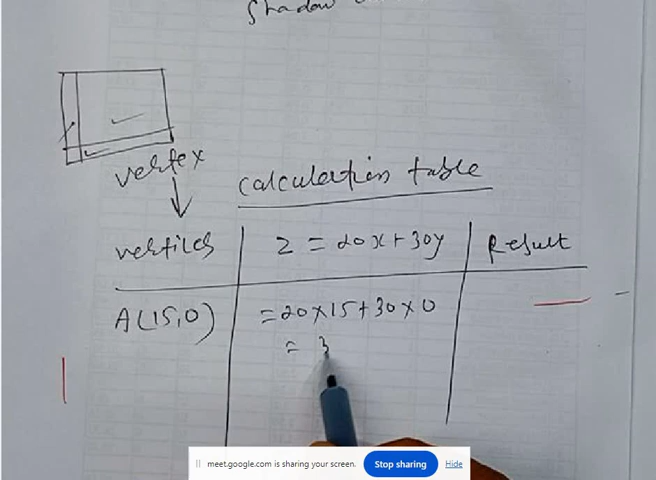 Shadow
vertex
calculation table
vertices Z = 20x + 30y Result
A(15,0) = 20 × 15 + 30 × 0
= 3
meet.google.com is sharing your screen. Stop sharing Hide